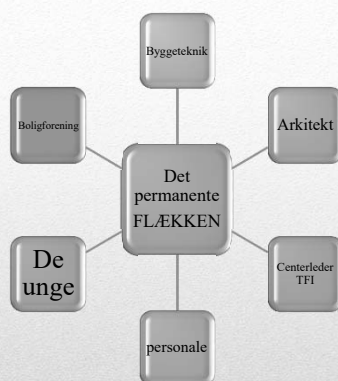 Byggeteknik
Boligforening
Arkitekt
Det
permanente
FLÆKKEN
De
unge
Centerleder
TFI
personale